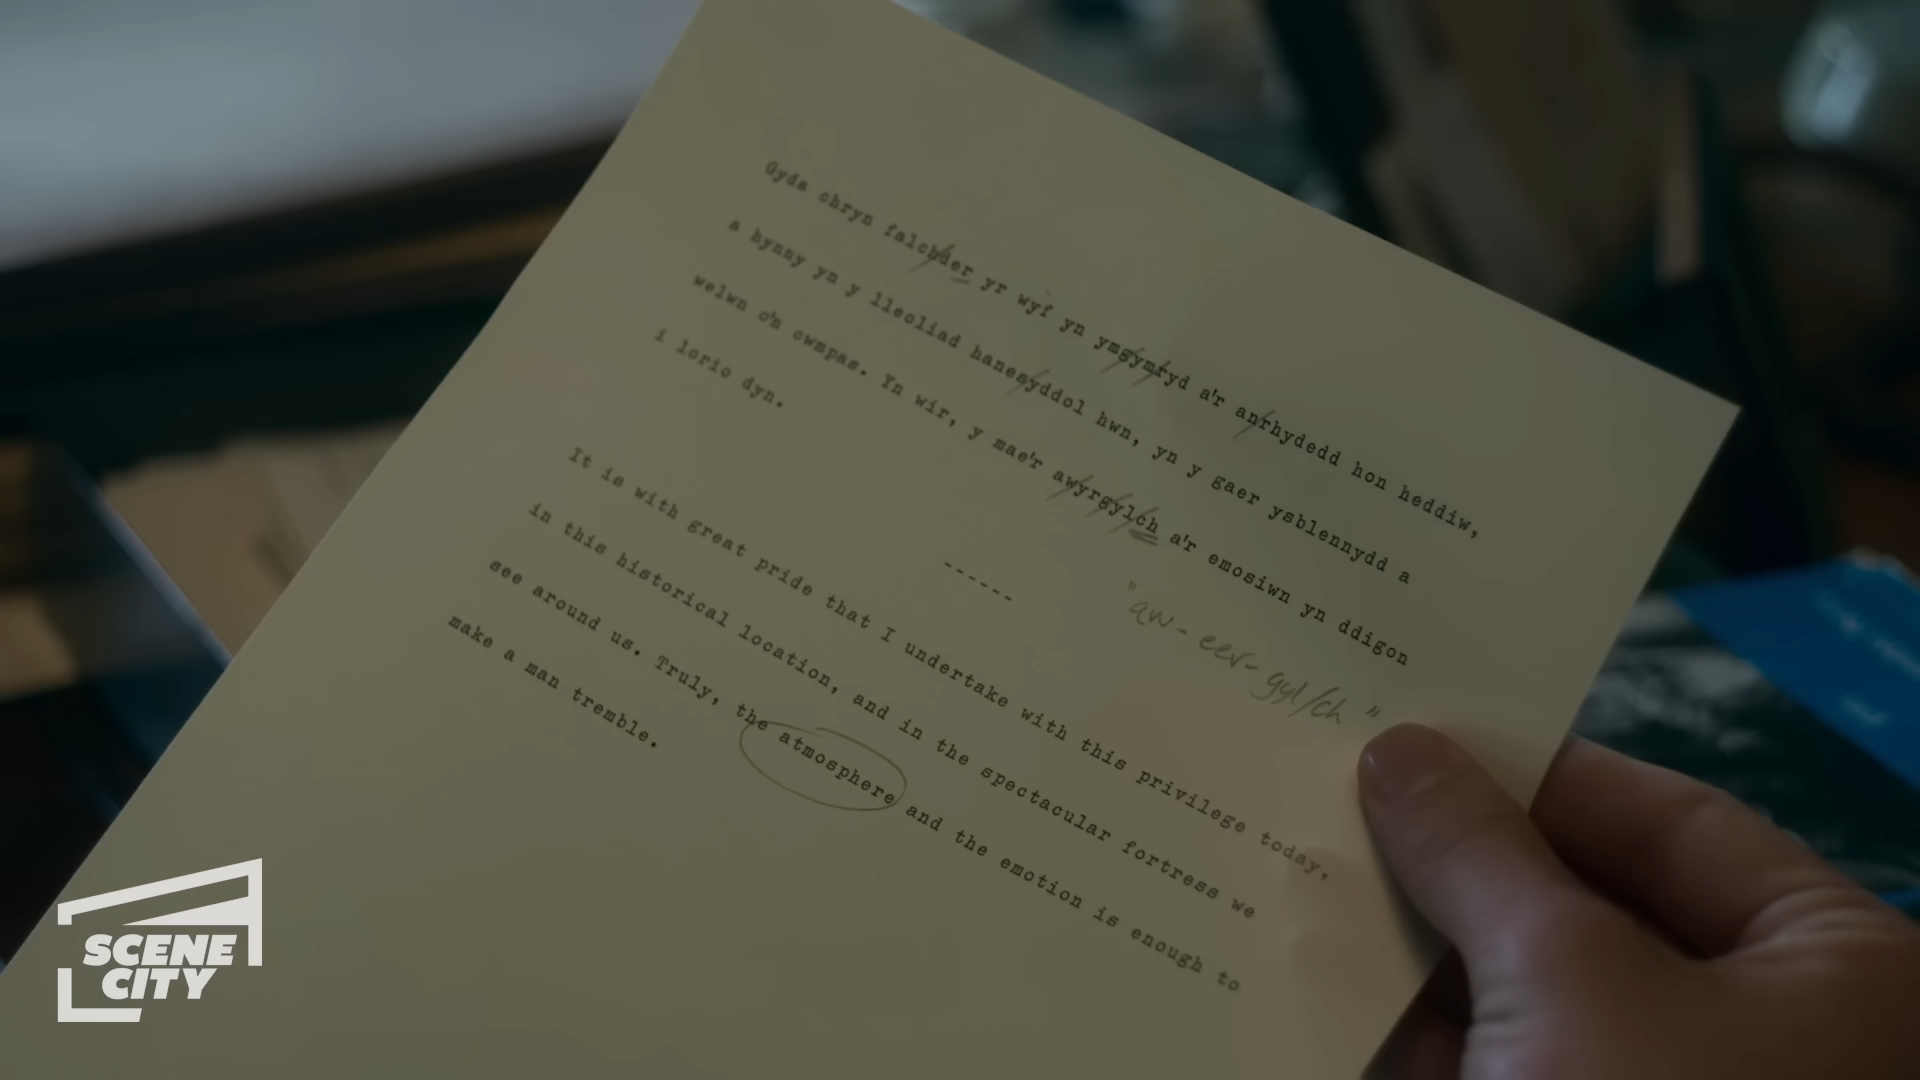 Gyda chryn falchder yr wyf yn ymgymryd a'r anrhydedd hon heddiw,
a hynny yn y lleoliad hanesyddol hwn, yn y gaer ysblennydd a
welwn o'n cwmpas. Yn wir, y mae'r awyrgylch a'r emosiwn yn ddigon
i lorio dyn.
"aw-eer-gyl/ch"
-----
It is with great pride that I undertake with this privilege today,
in this historical location, and in the spectacular fortress we
see around us. Truly, the atmosphere and the emotion is enough to
make a man tremble.
SCENE
CITY